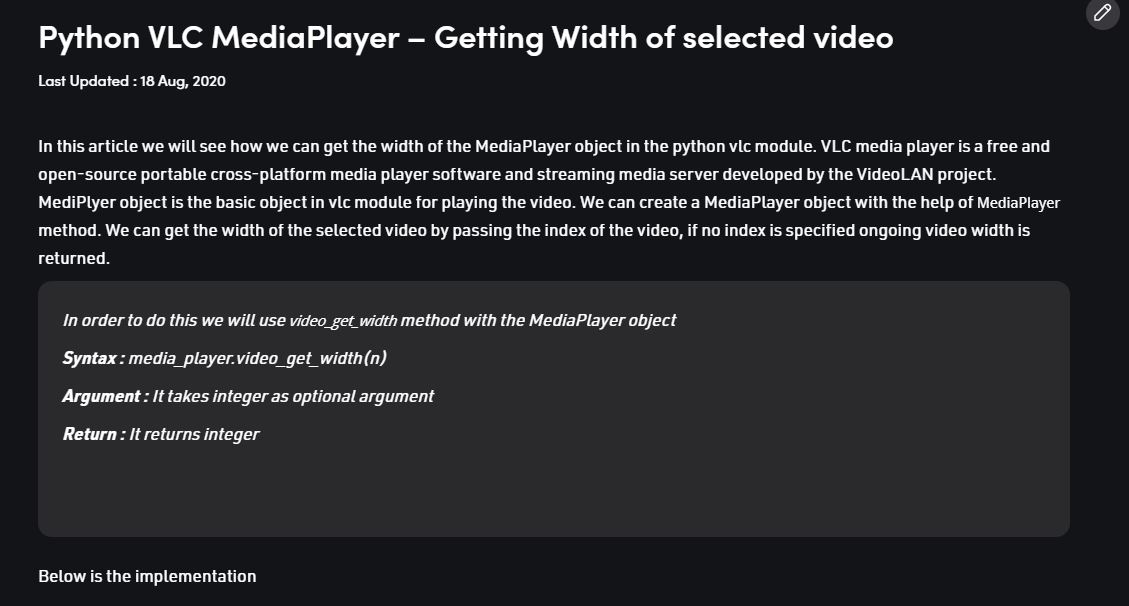 Python VLC MediaPlayer – Getting Width of selected video
Last Updated : 18 Aug, 2020
In this article we will see how we can get the width of the MediaPlayer object in the python vlc module. VLC media player is a free and
open-source portable cross-platform media player software and streaming media server developed by the VideoLAN project.
MediPlyer object is the basic object in vlc module for playing the video. We can create a MediaPlayer object with the help of MediaPlayer
method. We can get the width of the selected video by passing the index of the video, if no index is specified ongoing video width is
returned.
In order to do this we will use video_get_width method with the MediaPlayer object
Syntax : media_player.video_get_width(n)
Argument : It takes integer as optional argument
Return : It returns integer
Below is the implementation